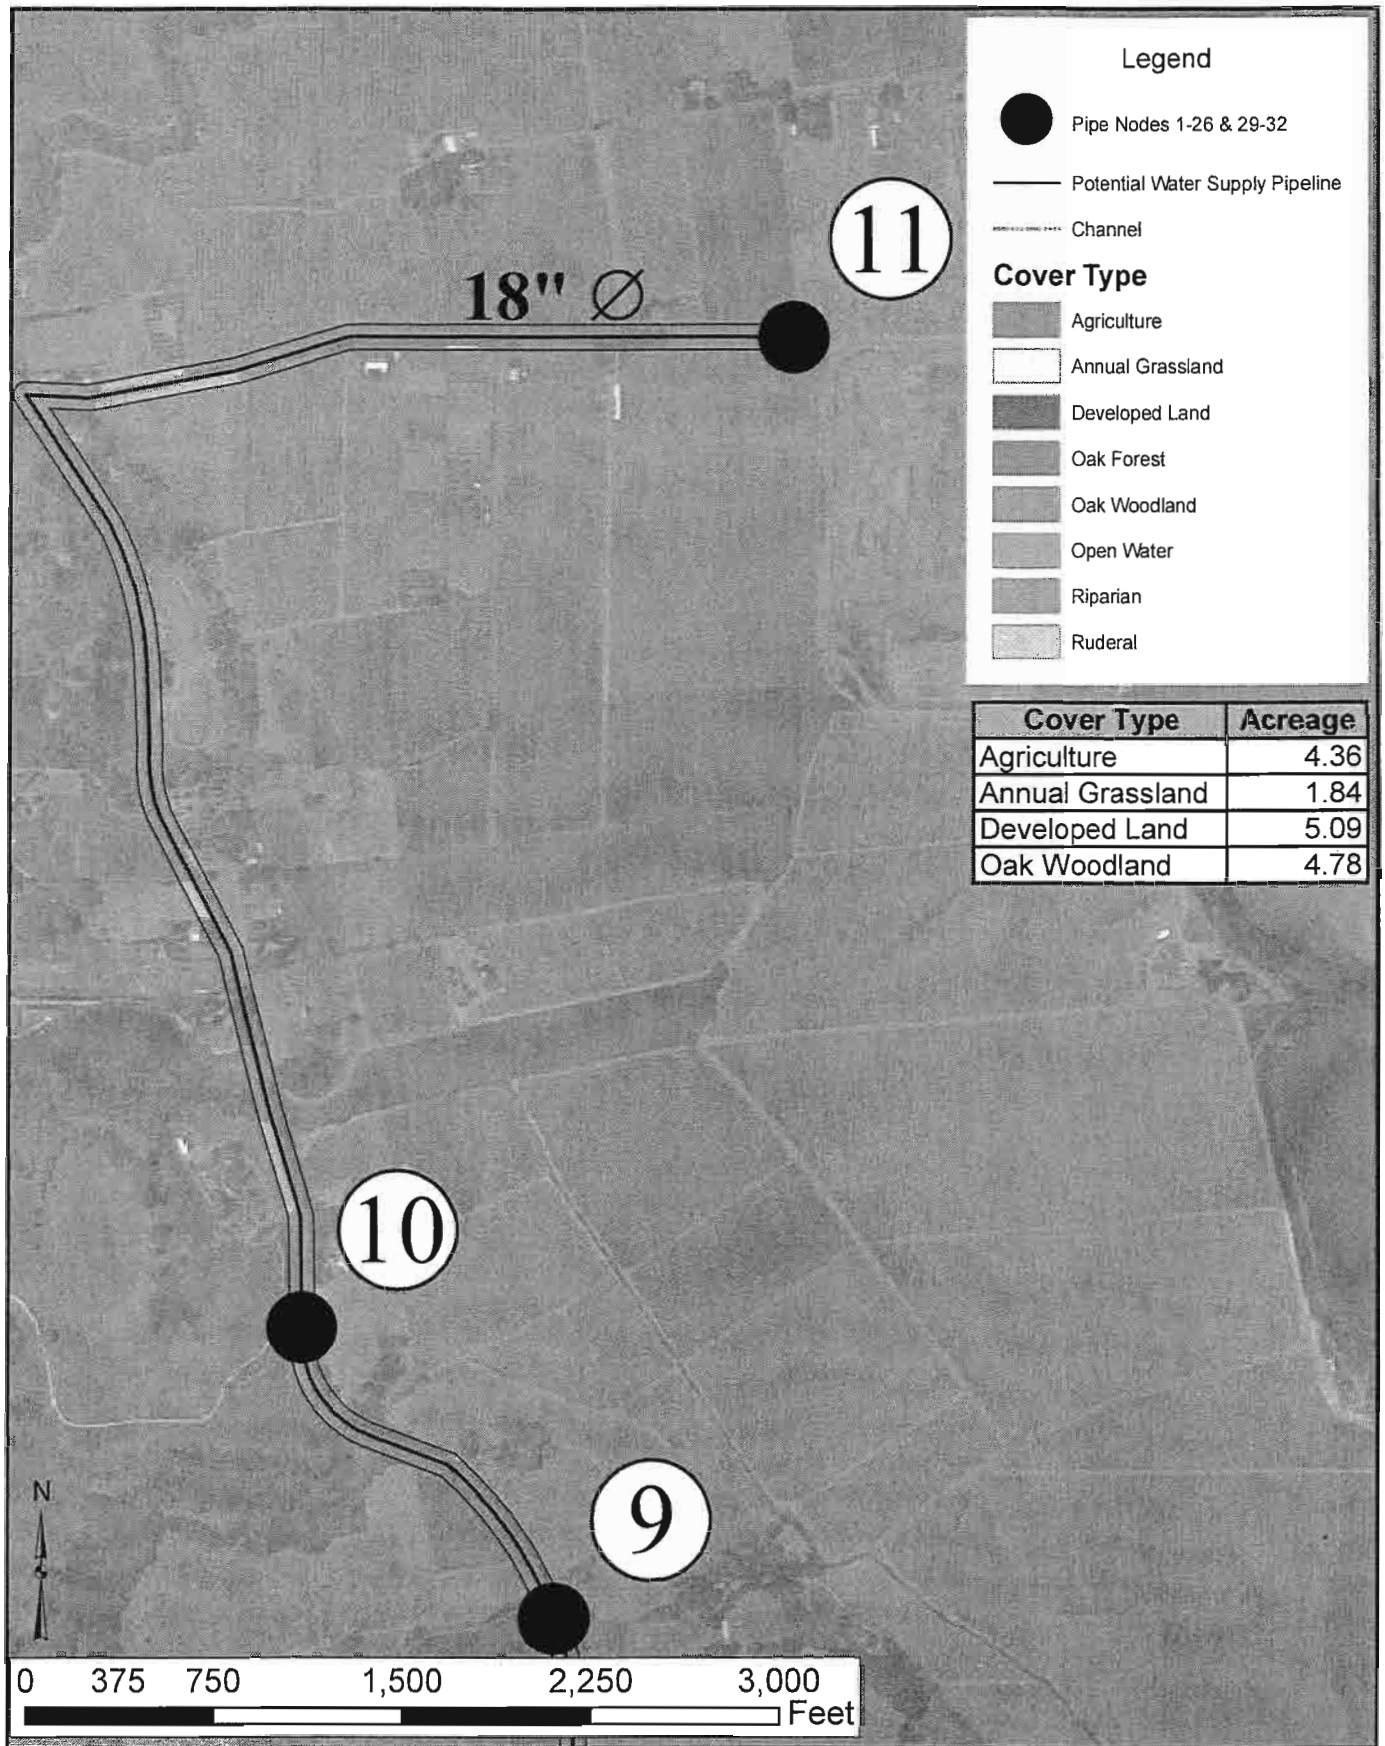 Legend
Pipe Nodes 1-26 & 29-32
Potential Water Supply Pipeline
Channel
Cover Type
Agriculture
Annual Grassland
Developed Land
Oak Forest
Oak Woodland
Open Water
Riparian
Ruderal
11
18" Ø
Cover Type Acreage
Agriculture 4.36
Annual Grassland 1.84
Developed Land 5.09
Oak Woodland 4.78
10
9
N
0 375 750 1,500 2,250 3,000
Feet